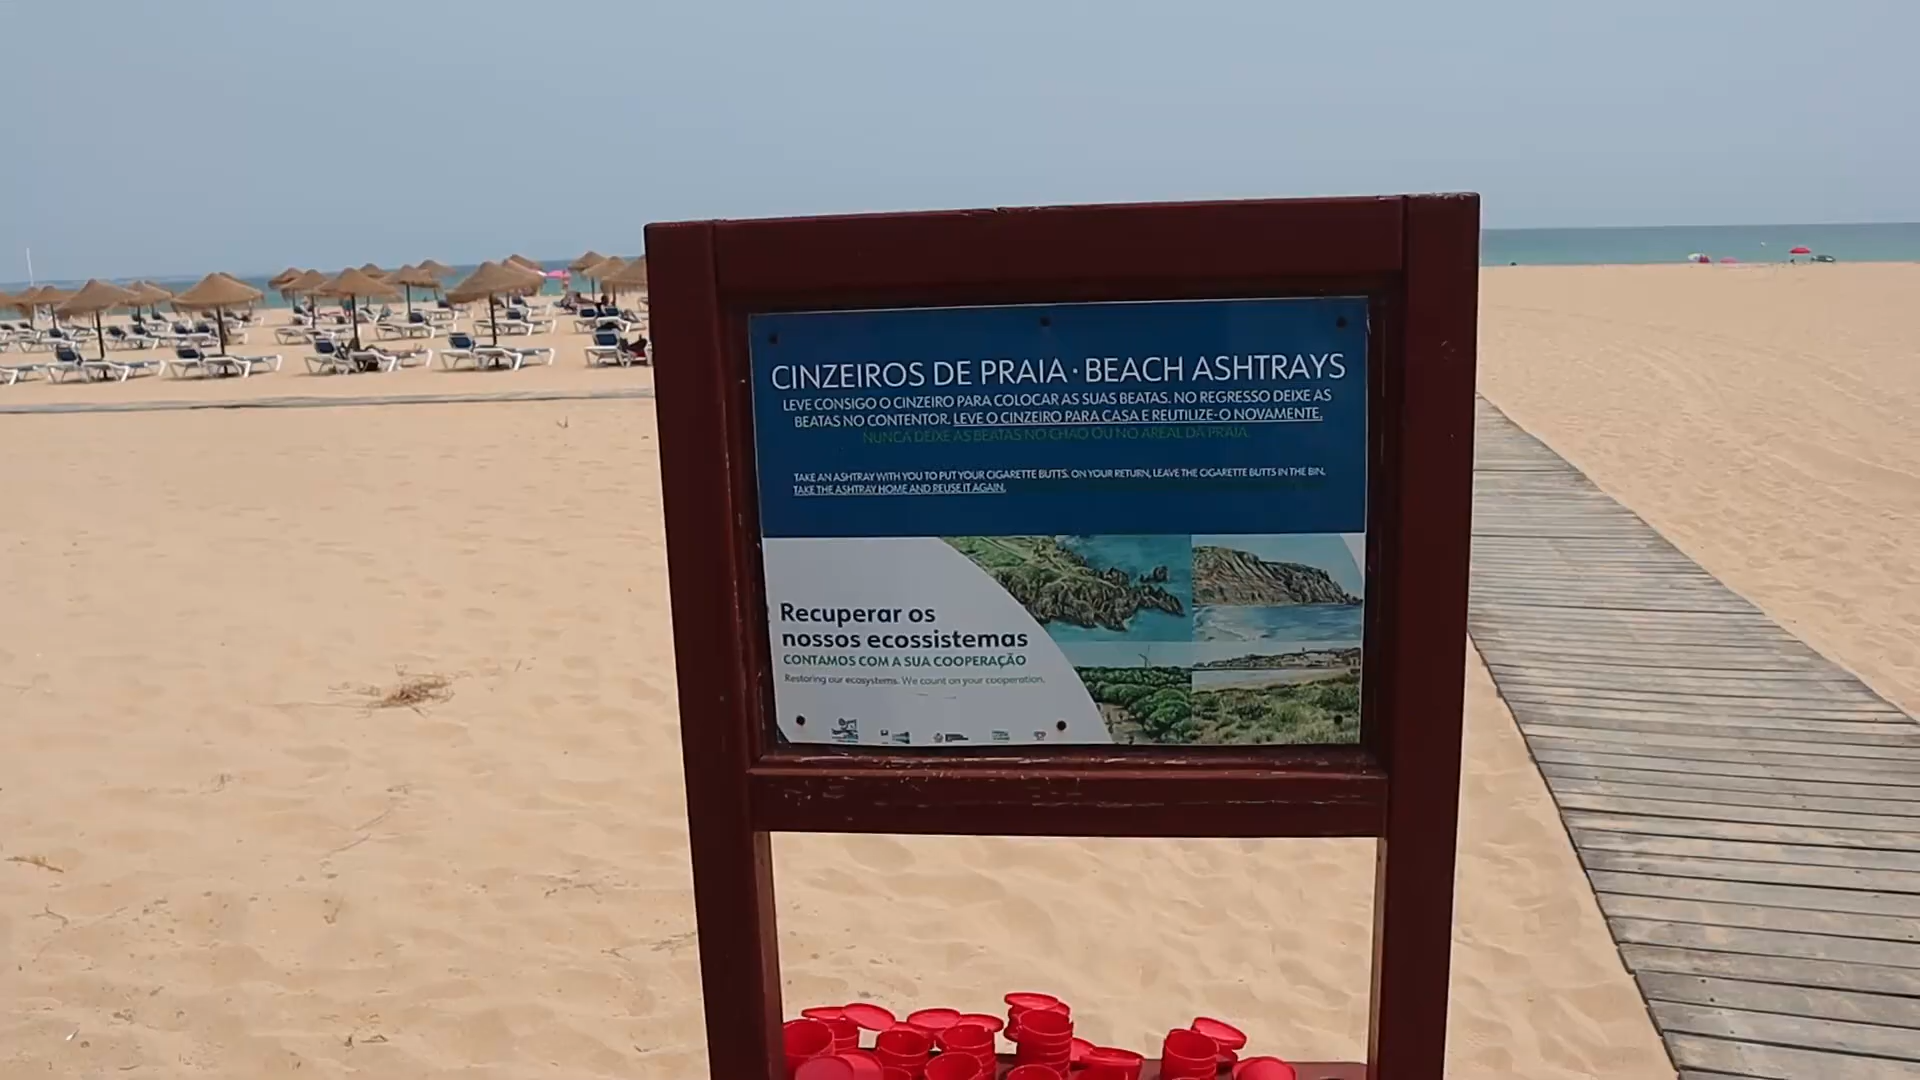 CINZEIROS DE PRAIA · BEACH ASHTRAYS
LEVE CONSIGO O CINZEIRO PARA COLOCAR AS SUAS BEATAS. NO REGRESSO DEIXE AS
BEATAS NO CONTENTOR. LEVE O CINZEIRO PARA CASA E REUTILIZE-O NOVAMENTE.
NUNCA DEIXE AS BEATAS NO CHÃO OU NO AREAL DA PRAIA.
TAKE AN ASHTRAY WITH YOU TO PUT YOUR CIGARETTE BUTTS. ON YOUR RETURN, LEAVE THE CIGARETTE BUTTS IN THE BIN.
TAKE THE ASHTRAY HOME AND REUSE IT AGAIN.
Recuperar os
nossos ecossistemas
CONTAMOS COM A SUA COOPERAÇÃO
Restoring our ecosystems. We count on your cooperation.